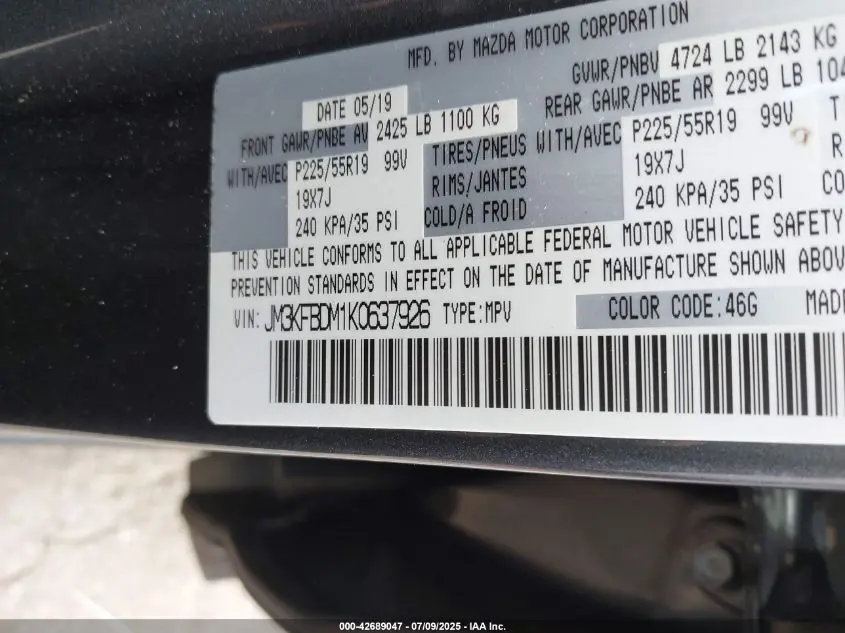 MFD. BY MAZDA MOTOR CORPORATION
DATE 05/19 GVWR/PNBV 4724 LB 2143 KG
FRONT GAWR/PNBE AV 2425 LB 1100 KG REAR GAWR/PNBE AR 2299 LB 104
WITH/AVEC P225/55R19 99V TIRES/PNEUS WITH/AVEC P225/55R19 99V T
19X7J RIMS/JANTES 19X7J R
240 KPA/35 PSI COLD/A FROID 240 KPA/35 PSI CO
THIS VEHICLE CONFORMS TO ALL APPLICABLE FEDERAL MOTOR VEHICLE SAFETY
PREVENTION STANDARDS IN EFFECT ON THE DATE OF MANUFACTURE SHOWN ABOV
VIN: JM3KFBDM1K0637926 TYPE:MPV COLOR CODE:46G MADE
000-42689047 / 07/09/2025 - IAA Inc.